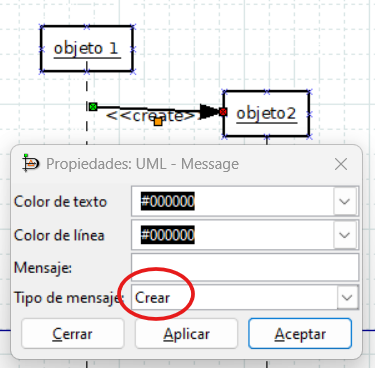 objeto 1
<<create>>
objeto2
Propiedades: UML - Message
Color de texto #000000
Color de línea #000000
Mensaje:
Tipo de mensaje: Crear
Cerrar Aplicar Aceptar